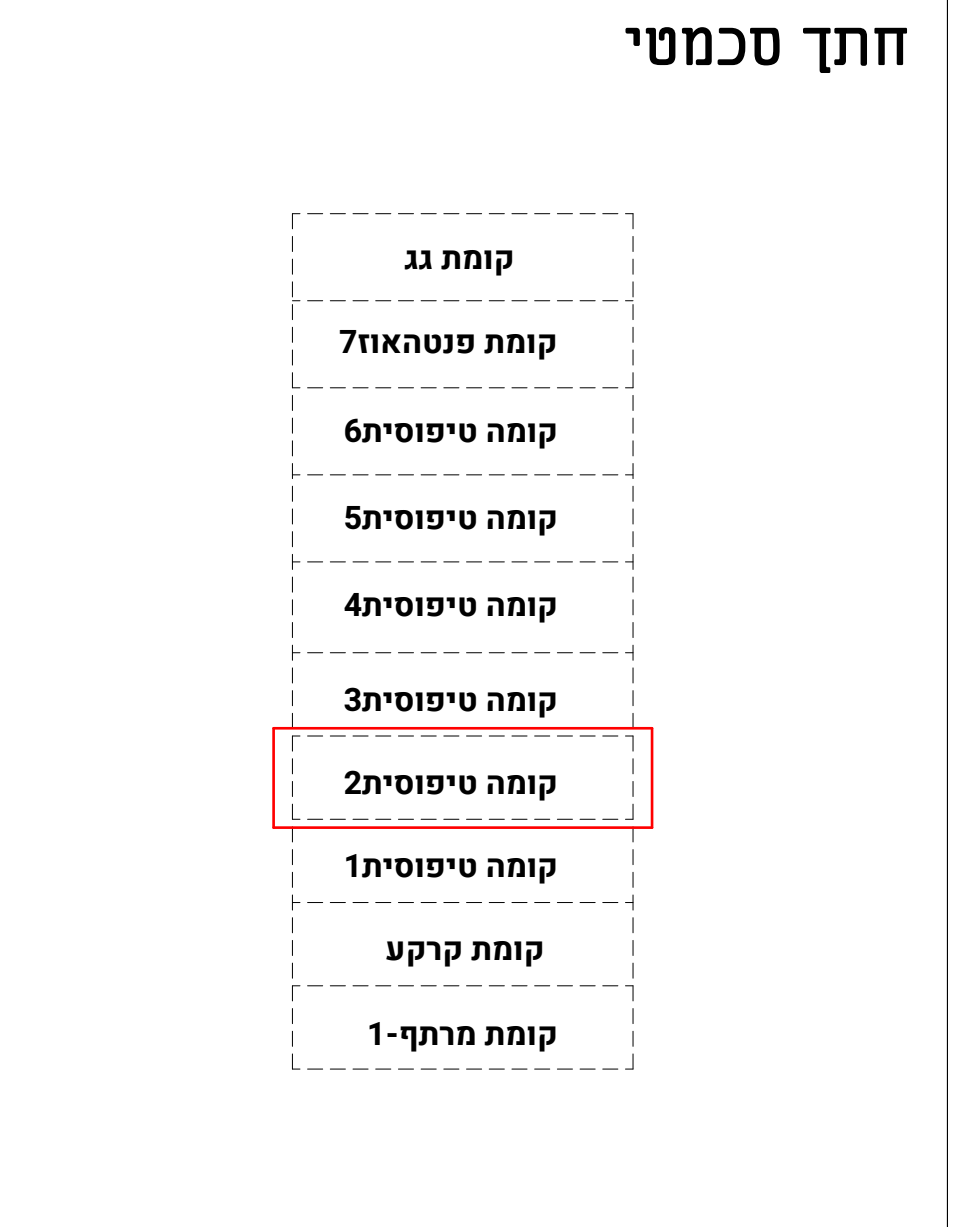 חתך סכמטי
קומת גג
קומת פנטהאוז7
קומה טיפוסית6
קומה טיפוסית5
קומה טיפוסית4
קומה טיפוסית3
קומה טיפוסית2
קומה טיפוסית1
קומת קרקע
קומת מרתף-1